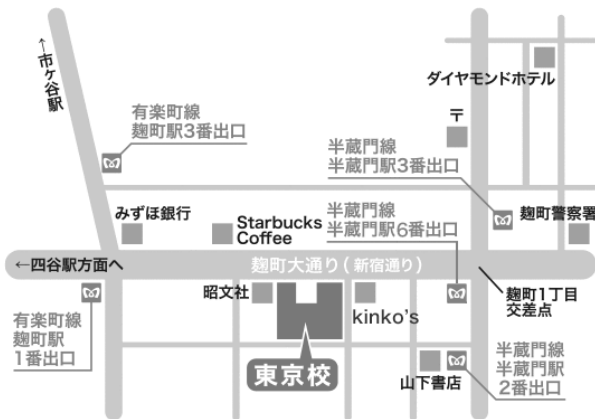 ←市ヶ谷駅
ダイヤモンドホテル
〒
有楽町線
麹町駅3番出口
半蔵門線
半蔵門駅3番出口
みずほ銀行
Starbucks
Coffee
半蔵門線
半蔵門駅6番出口
麹町警察署
←四谷駅方面へ
麹町大通り(新宿通り)
昭文社
kinko's
麹町1丁目
交差点
有楽町線
麹町駅
1番出口
東京校
山下書店
半蔵門線
半蔵門駅
2番出口